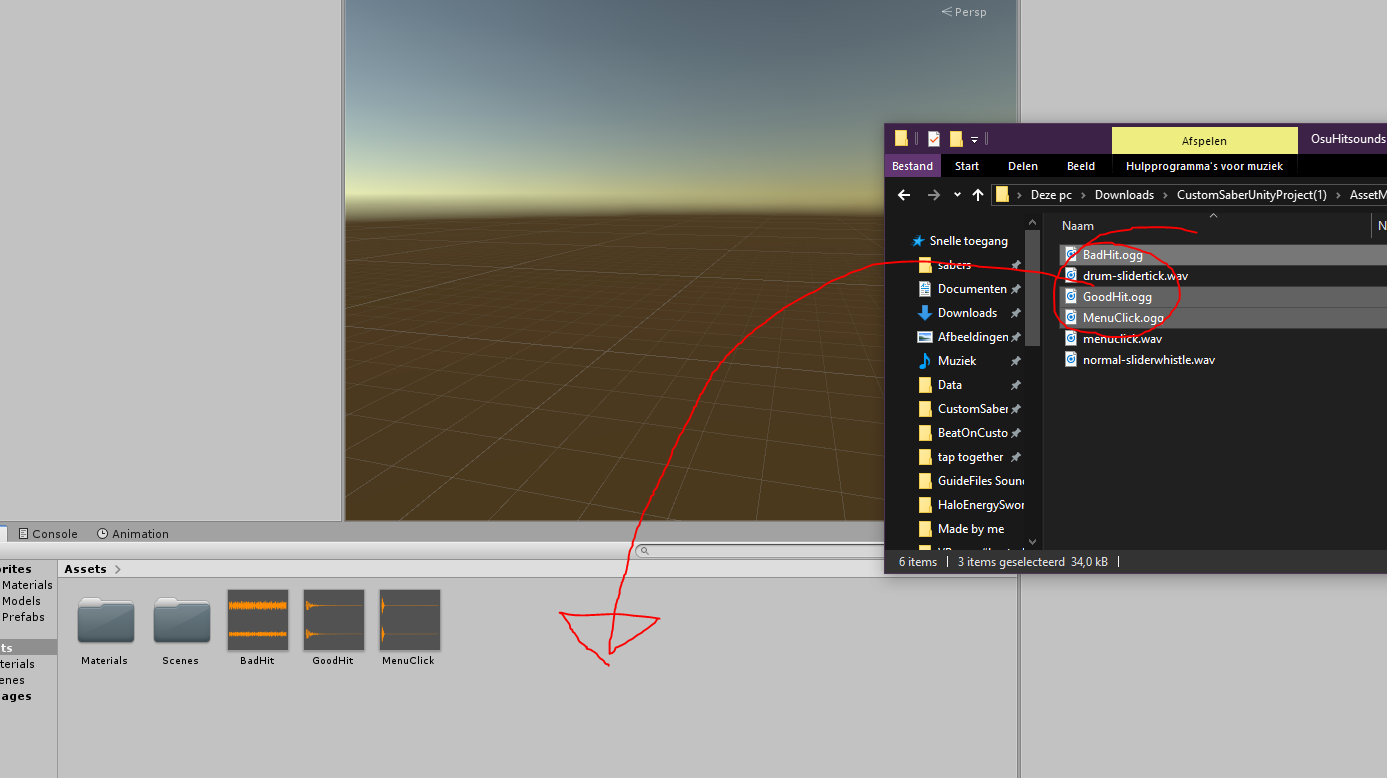 Persp
Afspelen
OsuHitsounds
Bestand
Start
Delen
Beeld
Hulpprogramma's voor muziek
Deze pc
Downloads
CustomSaberUnityProject(1)
AssetM
Naam
N
Snelle toegang
sabers
Documenten
Downloads
Afbeeldingen
Muziek
Data
CustomSaber
BeatOnCusto
tap together
GuideFiles Soun
HaloEnergySwor
Made by me
BadHit.ogg
drum-slidertick.wav
GoodHit.ogg
MenuClick.ogg
menuclick.wav
normal-sliderwhistle.wav
6 items
3 items geselecteerd 34,0 kB
Console
Animation
orites
Materials
Models
Prefabs
ts
terials
enes
ages
Assets
Materials
Scenes
BadHit
GoodHit
MenuClick